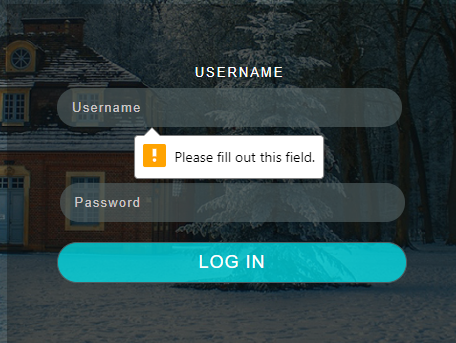 USERNAME
Username
! Please fill out this field.
Password
LOG IN